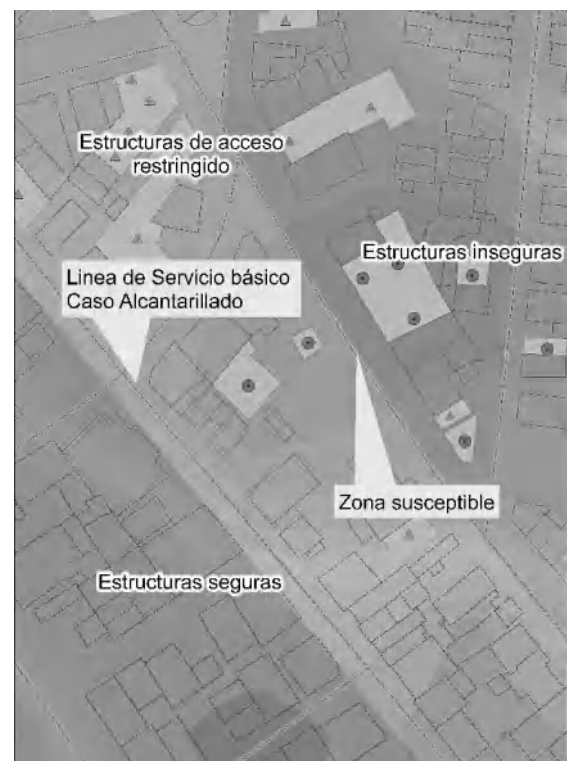 Estructuras de acceso
restringido
Estructuras inseguras
Linea de Servicio básico
Caso Alcantarillado
Zona susceptible
Estructuras seguras